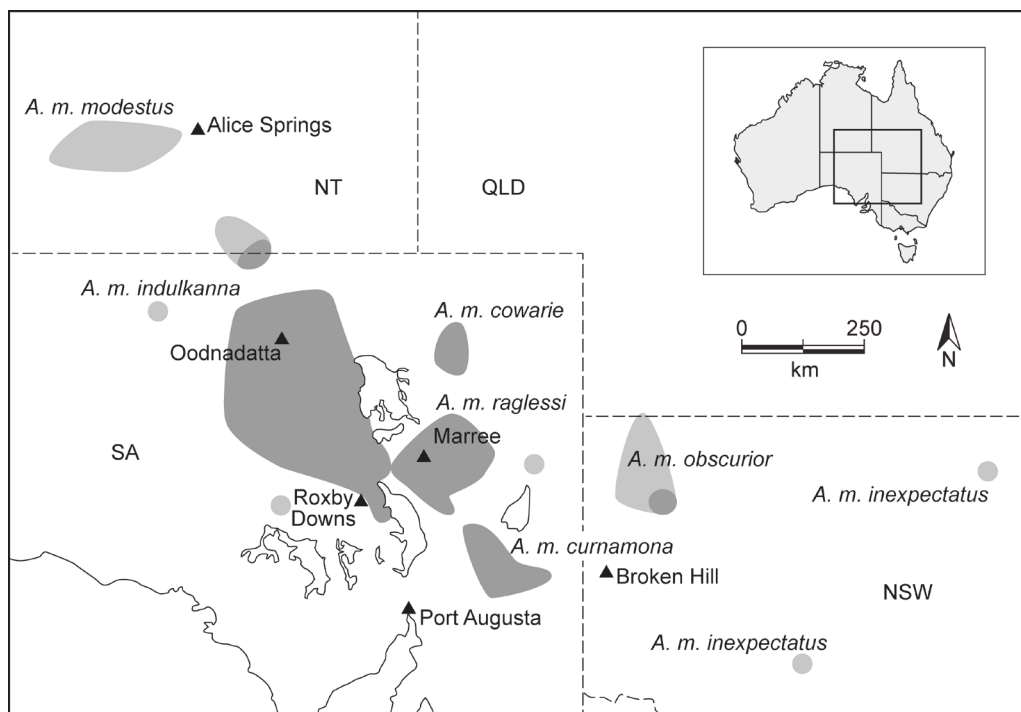 A. m. modestus
Alice Springs
NT
QLD
A. m. indulkanna
A. m. cowarie
0
250
km
N
Oodnadatta
A. m. raglessi
Marree
SA
A. m. obscurior
A. m. inexpectatus
Roxby
Downs
A. m. curnamona
Broken Hill
NSW
Port Augusta
A. m. inexpectatus